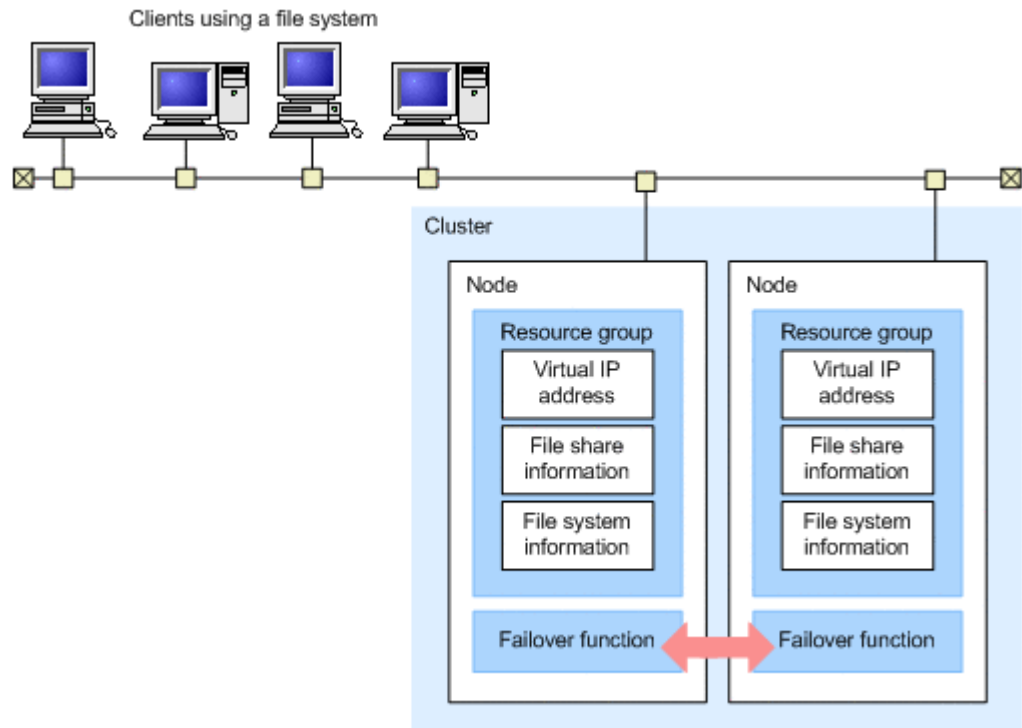 Clients using a file system
Cluster
Node
Resource group
Virtual IP
address
File share
information
File system
information
Failover function
Node
Resource group
Virtual IP
address
File share
information
File system
information
Failover function